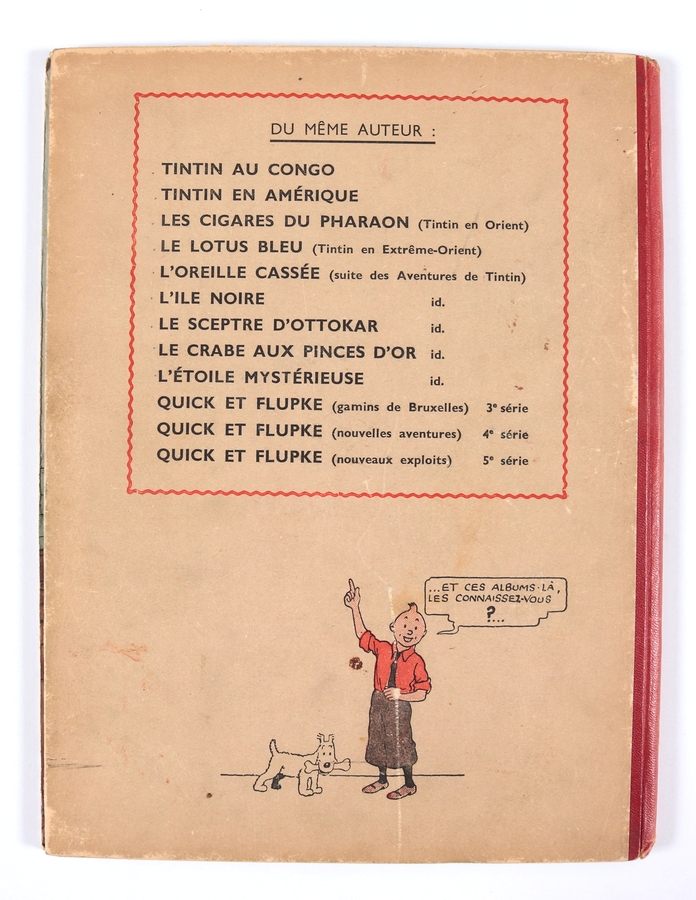 DU MÊME AUTEUR :
TINTIN AU CONGO
TINTIN EN AMÉRIQUE
LES CIGARES DU PHARAON (Tintin en Orient)
LE LOTUS BLEU (Tintin en Extrême-Orient)
L'OREILLE CASSÉE (suite des Aventures de Tintin)
L'ILE NOIRE id.
LE SCEPTRE D'OTTOKAR id.
LE CRABE AUX PINCES D'OR id.
L'ÉTOILE MYSTÉRIEUSE id.
QUICK ET FLUPKE (gamins de Bruxelles) 3e série
QUICK ET FLUPKE (nouvelles aventures) 4e série
QUICK ET FLUPKE (nouveaux exploits) 5e série
...ET CES ALBUMS-LÀ,
LES CONNAISSEZ-VOUS
?...